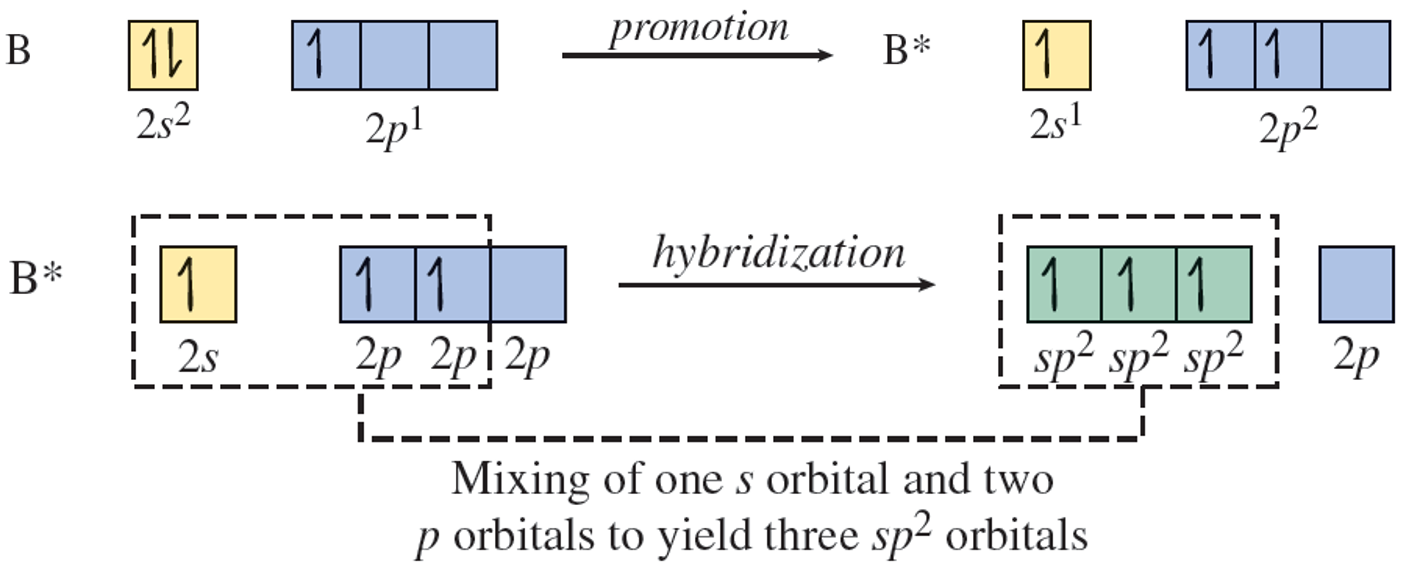 B promotion B*
2s² 2p¹ 2s¹ 2p²
B* hybridization
2s 2p 2p 2p sp² sp² sp² 2p
Mixing of one s orbital and two
p orbitals to yield three sp² orbitals